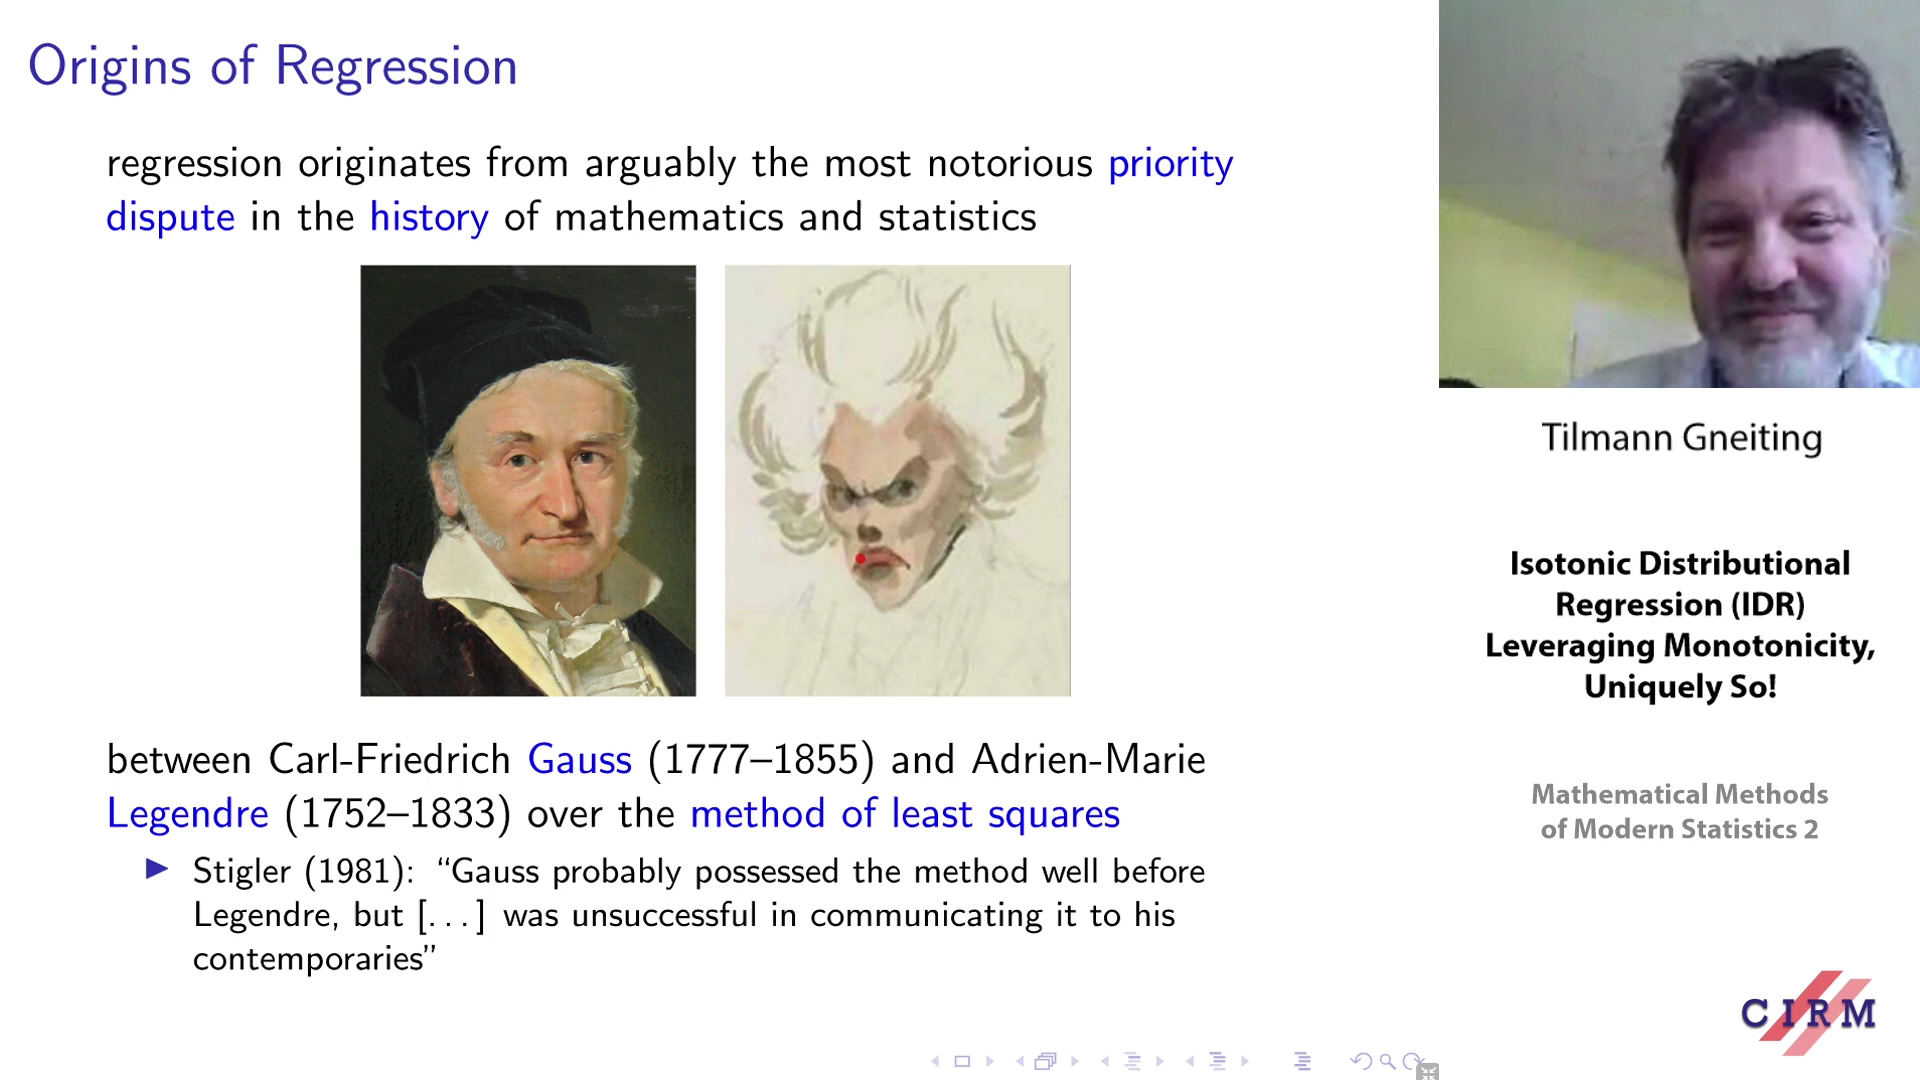 Origins of Regression
regression originates from arguably the most notorious priority
dispute in the history of mathematics and statistics
between Carl-Friedrich Gauss (1777–1855) and Adrien-Marie
Legendre (1752–1833) over the method of least squares
Stigler (1981): “Gauss probably possessed the method well before
Legendre, but [...] was unsuccessful in communicating it to his
contemporaries”
Tilmann Gneiting
Isotonic Distributional
Regression (IDR)
Leveraging Monotonicity,
Uniquely So!
Mathematical Methods
of Modern Statistics 2
CIRM